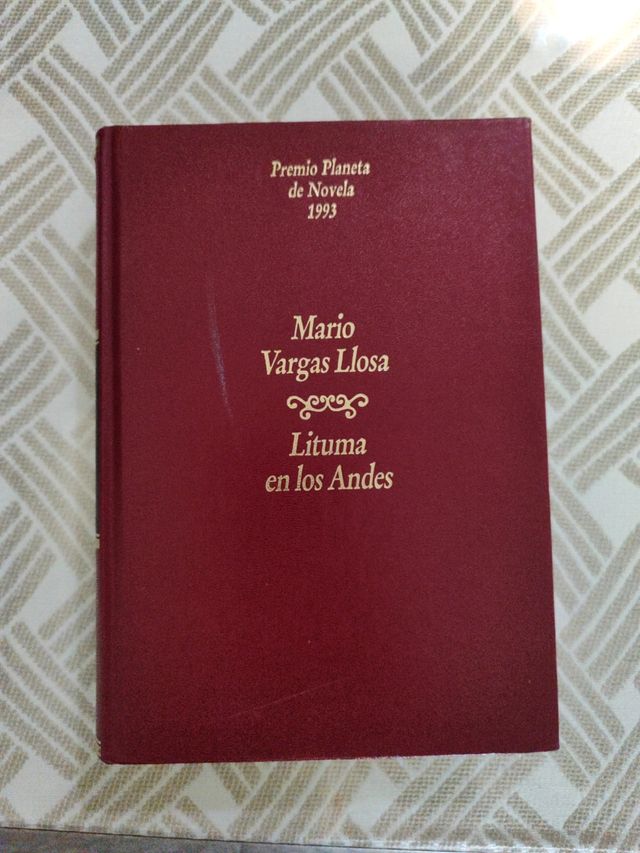 Premio Planeta
de Novela
1993
Mario
Vargas Llosa
Lituma
en los Andes